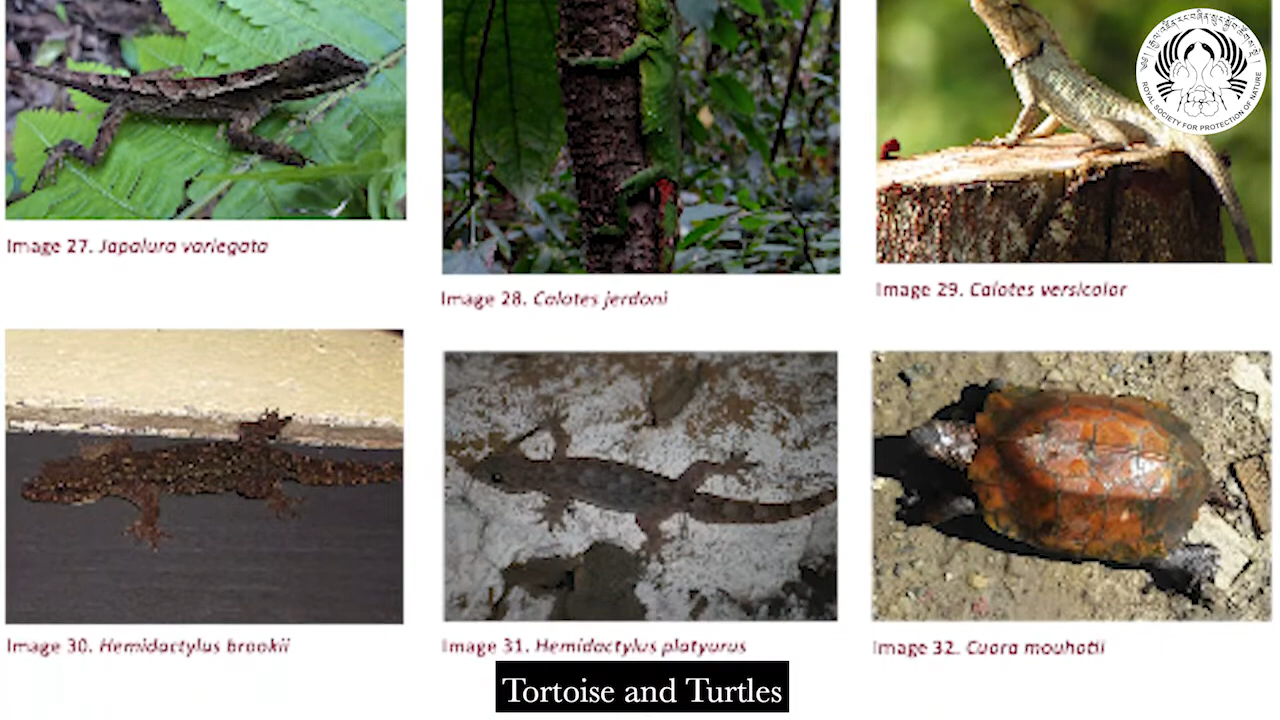 ROYAL SOCIETY FOR PROTECTION OF NATURE
Image 27. Japalura variegata
Image 28. Calotes jerdoni
Image 29. Calotes versicolor
Image 30. Hemidactylus brookii
Image 31. Hemidactylus platyurus
Image 32. Cuora mouhotii
Tortoise and Turtles